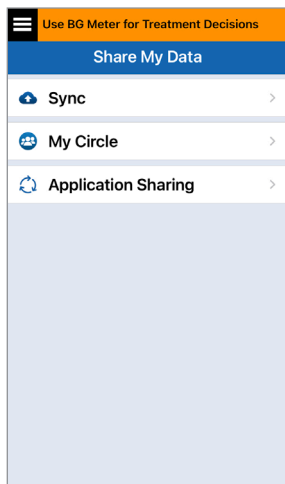 Use BG Meter for Treatment Decisions
Share My Data
Sync
My Circle
Application Sharing